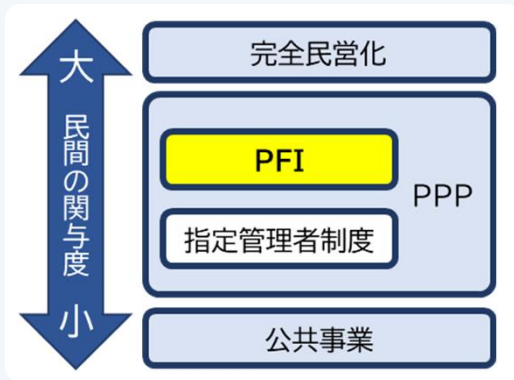 大
民間の関与度
小
完全民営化
PFI
PPP
指定管理者制度
公共事業